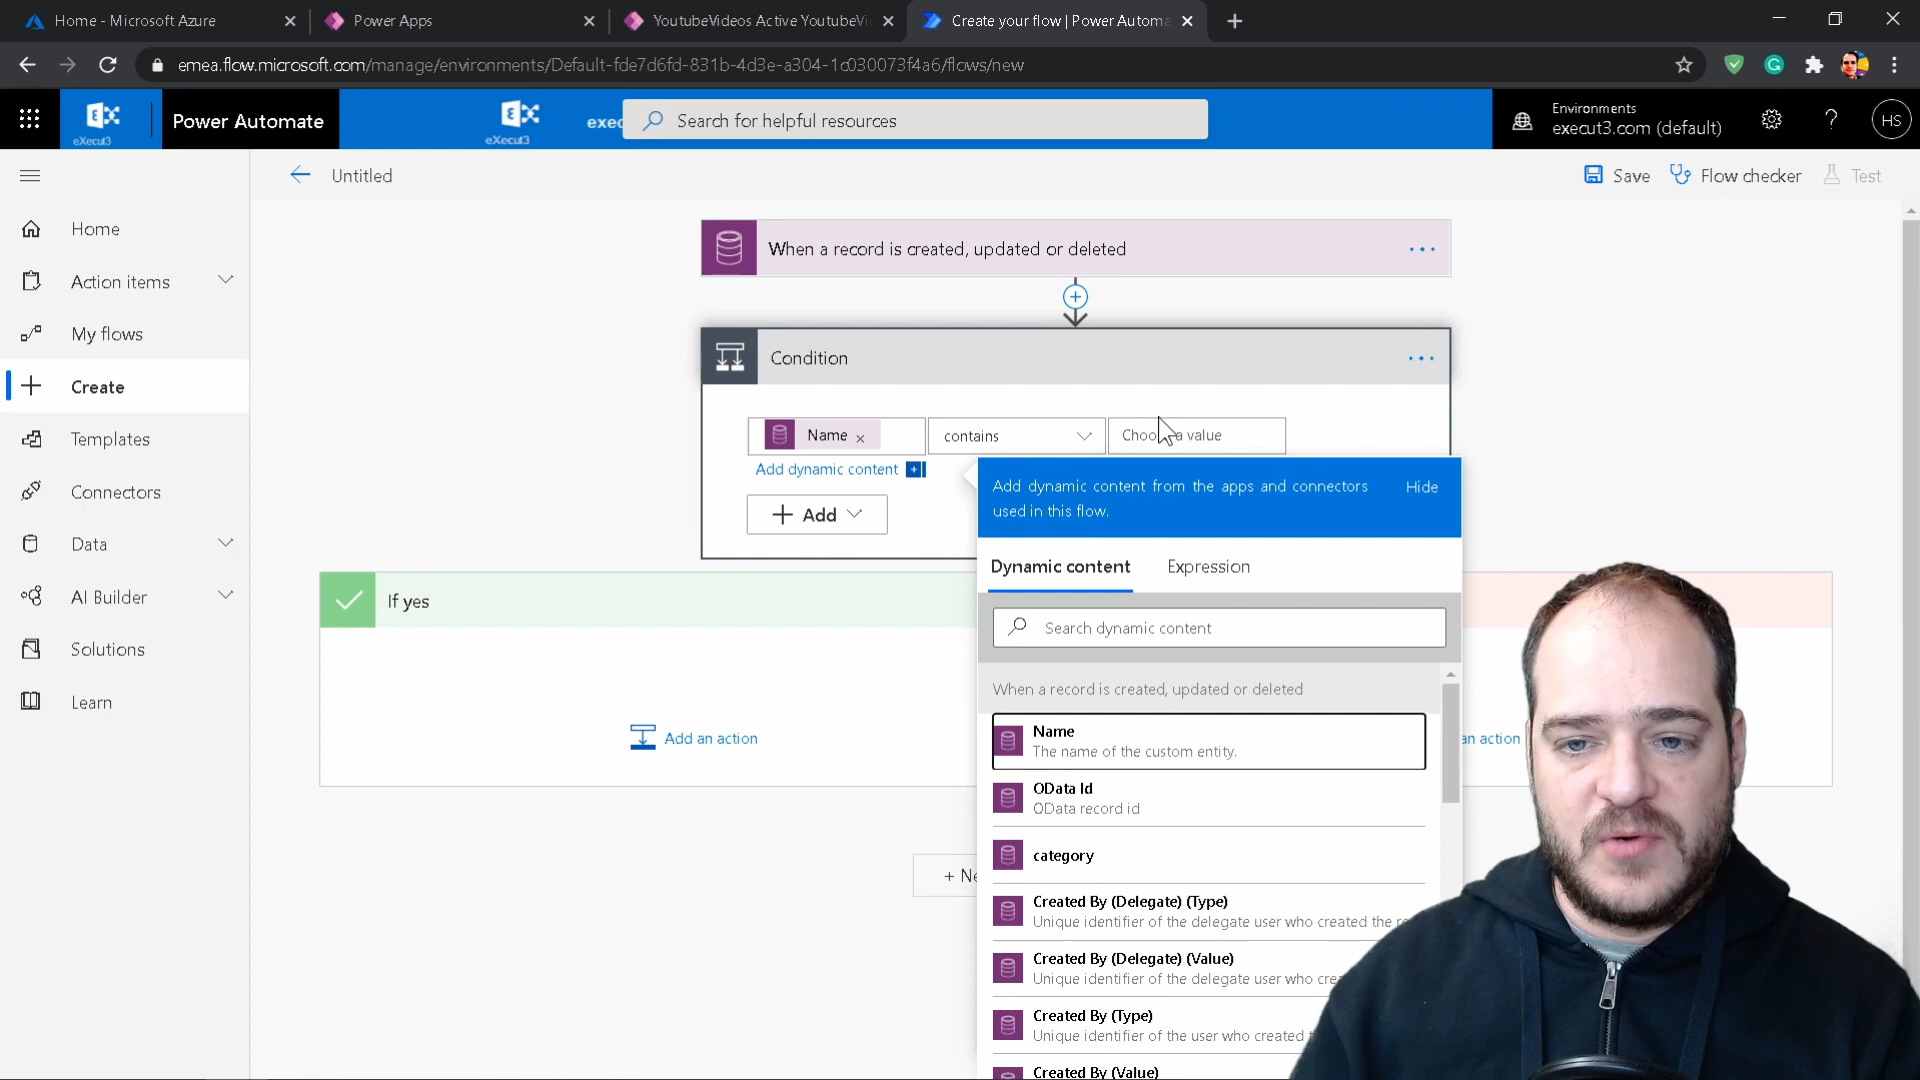 Home - Microsoft Azure
Power Apps
YoutubeVideos Active YoutubeVi
Create your flow | Power Automa
emea.flow.microsoft.com/manage/environments/Default-fde7d6fd-831b-4d3e-a304-1c030073f4a6/flows/new
eXecut3
Power Automate
eXecut3
exec
Search for helpful resources
Environments
execut3.com (default)
?
HS
Untitled
Save
Flow checker
Test
Home
Action items
My flows
Create
Templates
Connectors
Data
AI Builder
Solutions
Learn
When a record is created, updated or deleted
Condition
Name
contains
Choose a value
Add dynamic content
+ Add
Add dynamic content from the apps and connectors
used in this flow.
Hide
Dynamic content
Expression
Search dynamic content
When a record is created, updated or deleted
Name
The name of the custom entity.
OData Id
OData record id
category
Created By (Delegate) (Type)
Unique identifier of the delegate user who created the re
Created By (Delegate) (Value)
Unique identifier of the delegate user who crea
Created By (Type)
Unique identifier of the user who created t
Created By (Value)
If yes
Add an action
an action
+ Ne